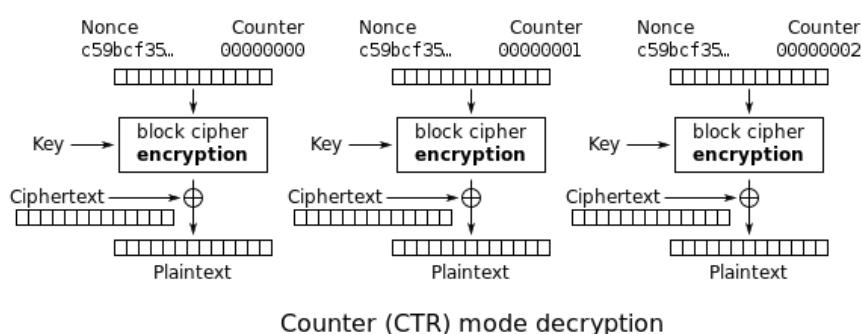 Nonce Counter Nonce Counter Nonce Counter
c59bcf35… 00000000 c59bcf35… 00000001 c59bcf35… 00000002
Key block cipher encryption Key block cipher encryption Key block cipher encryption
Ciphertext Ciphertext Ciphertext
Plaintext Plaintext Plaintext
Counter (CTR) mode decryption